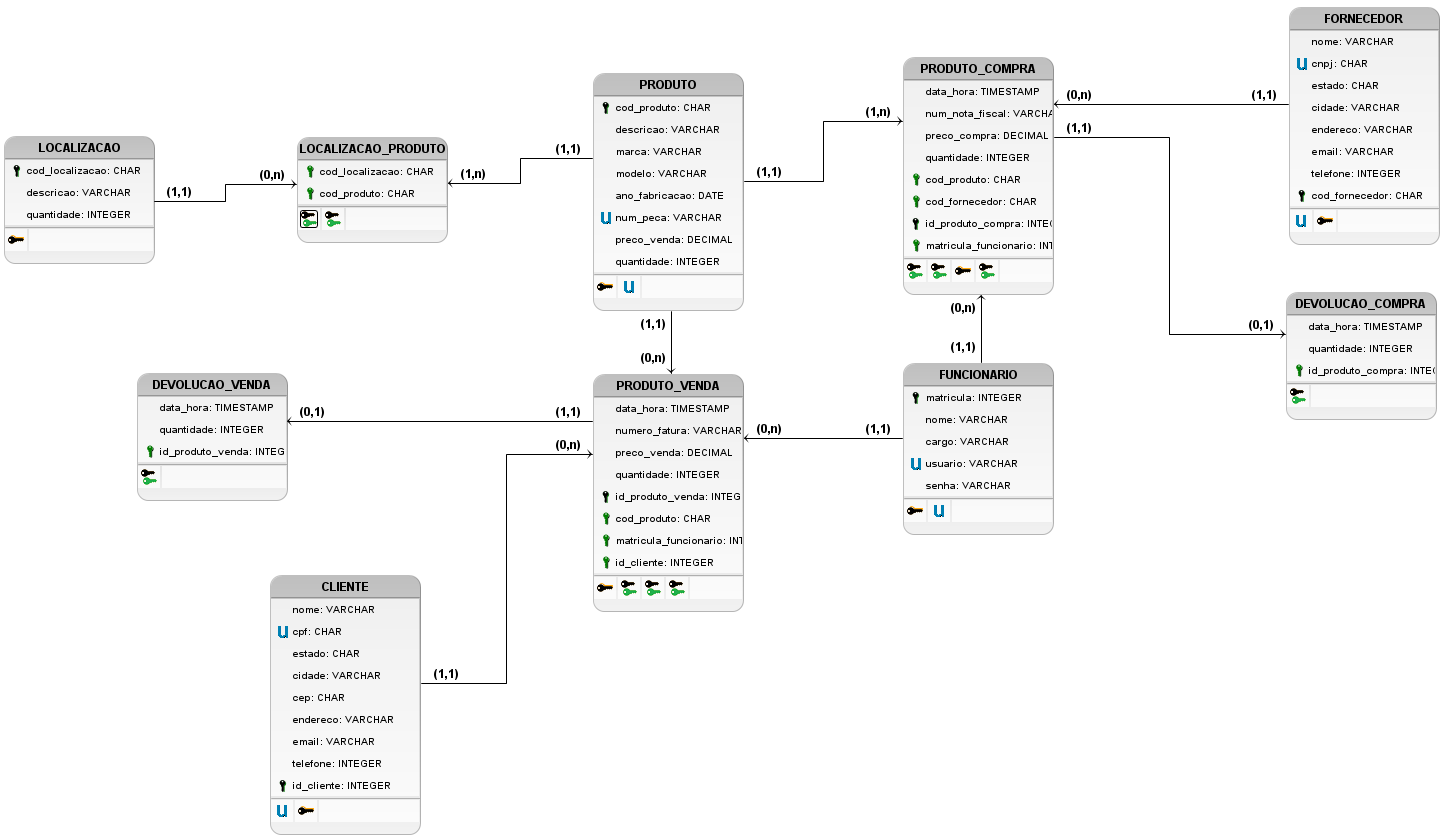 LOCALIZACAO
cod_localizacao: CHAR
descricao: VARCHAR
quantidade: INTEGER
(1,1)
(0,n)
LOCALIZACAO_PRODUTO
cod_localizacao: CHAR
cod_produto: CHAR
(1,n)
(1,1)
PRODUTO
cod_produto: CHAR
descricao: VARCHAR
marca: VARCHAR
modelo: VARCHAR
ano_fabricacao: DATE
U num_peca: VARCHAR
preco_venda: DECIMAL
quantidade: INTEGER
U
(1,1)
(1,n)
PRODUTO_COMPRA
data_hora: TIMESTAMP
num_nota_fiscal: VARCHA
preco_compra: DECIMAL
quantidade: INTEGER
cod_produto: CHAR
cod_fornecedor: CHAR
id_produto_compra: INTEG
matricula_funcionario: INT
(0,n)
(1,1)
FORNECEDOR
nome: VARCHAR
U cnpj: CHAR
estado: CHAR
cidade: VARCHAR
endereco: VARCHAR
email: VARCHAR
telefone: INTEGER
cod_fornecedor: CHAR
U
(1,1)
(0,1)
DEVOLUCAO_COMPRA
data_hora: TIMESTAMP
quantidade: INTEGER
id_produto_compra: INTEG
(0,n)
(1,1)
FUNCIONARIO
matricula: INTEGER
nome: VARCHAR
cargo: VARCHAR
U usuario: VARCHAR
senha: VARCHAR
U
(1,1)
(0,n)
(1,1)
(0,n)
PRODUTO_VENDA
data_hora: TIMESTAMP
numero_fatura: VARCHAR
preco_venda: DECIMAL
quantidade: INTEGER
id_produto_venda: INTEG
cod_produto: CHAR
matricula_funcionario: INT
id_cliente: INTEGER
(1,1)
(0,1)
DEVOLUCAO_VENDA
data_hora: TIMESTAMP
quantidade: INTEGER
id_produto_venda: INTEG
(0,n)
(1,1)
CLIENTE
nome: VARCHAR
U cpf: CHAR
estado: CHAR
cidade: VARCHAR
cep: CHAR
endereco: VARCHAR
email: VARCHAR
telefone: INTEGER
id_cliente: INTEGER
U